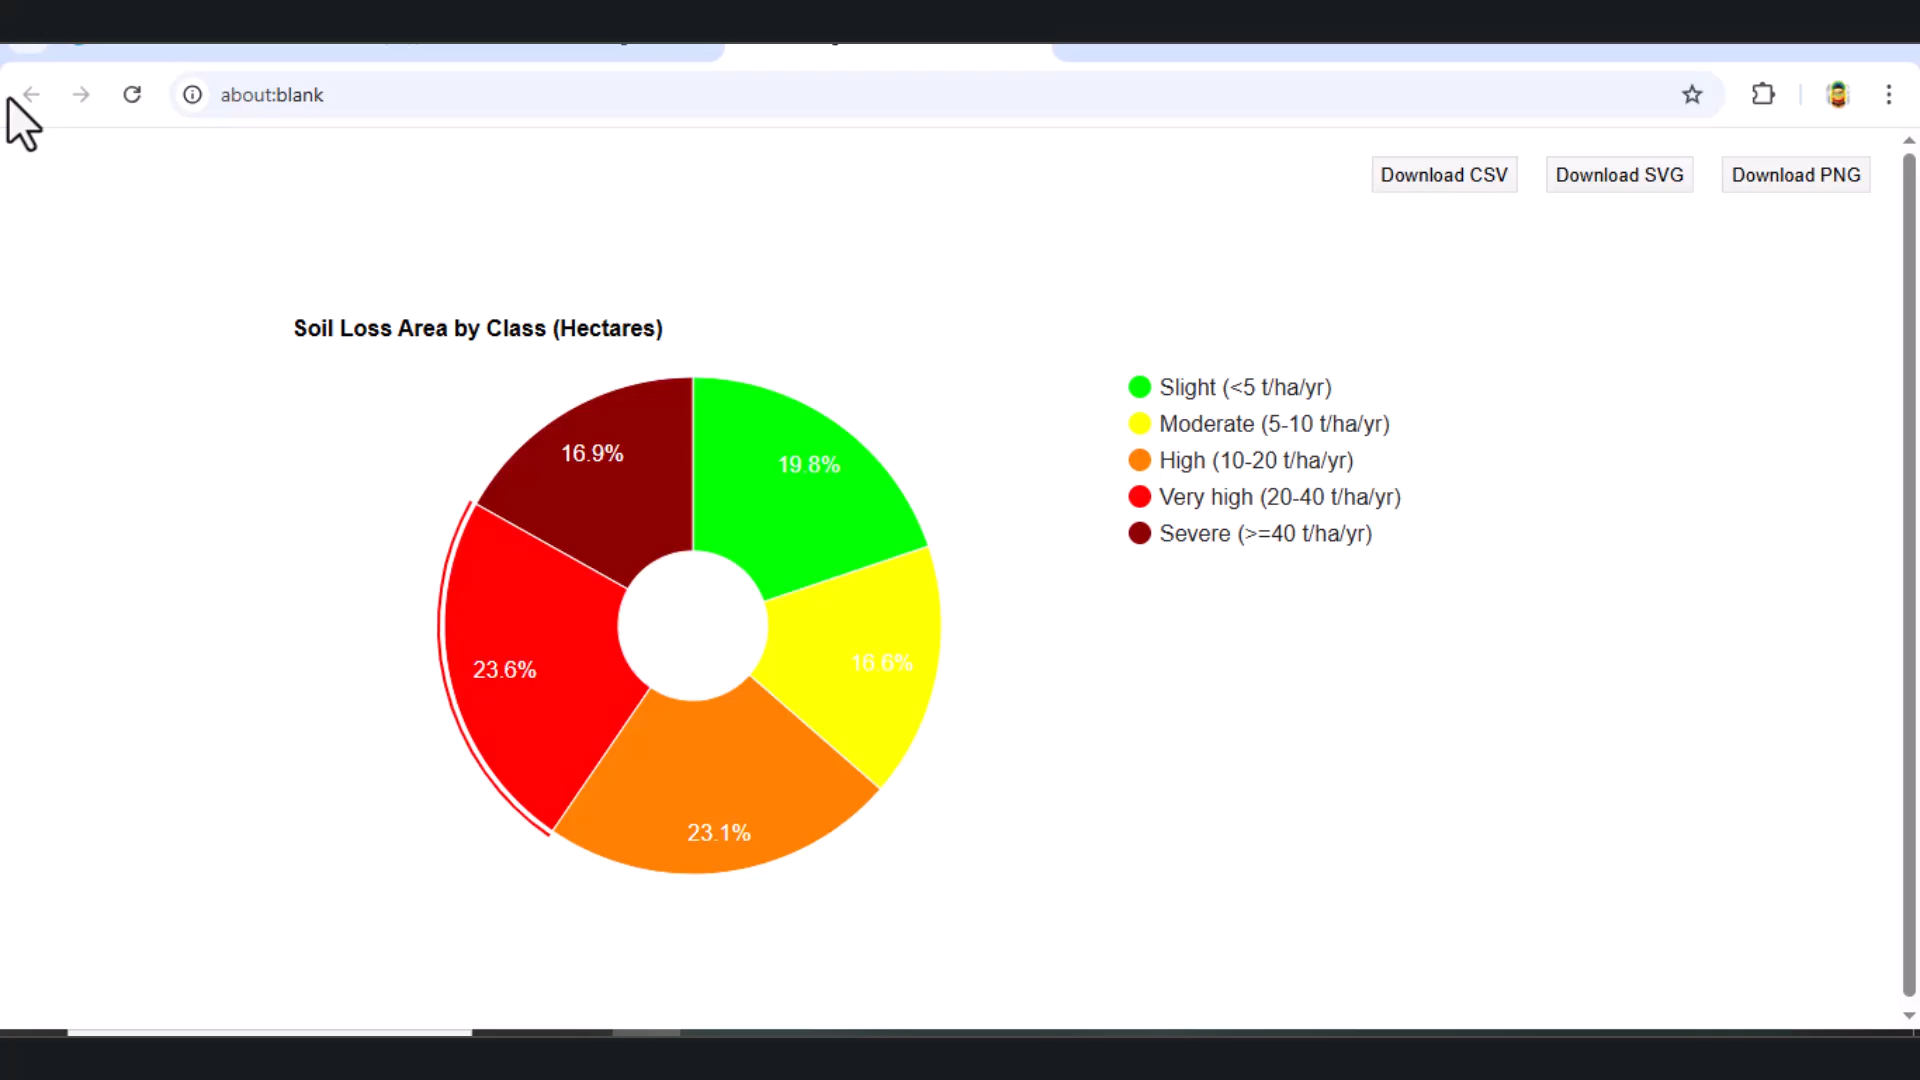 about:blank
Download CSV Download SVG Download PNG
Soil Loss Area by Class (Hectares)
Slight (<5 t/ha/yr)
Moderate (5-10 t/ha/yr)
High (10-20 t/ha/yr)
Very high (20-40 t/ha/yr)
Severe (>=40 t/ha/yr)
16.9%
19.8%
16.6%
23.6%
23.1%